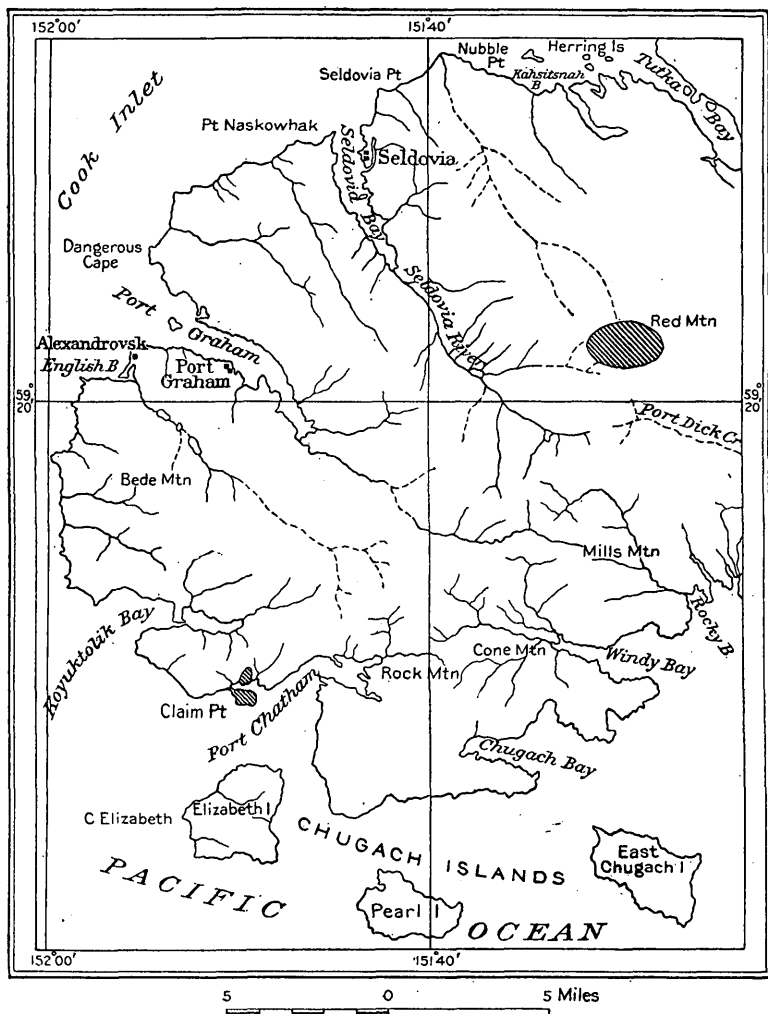 152°00′
151°40′
Nubble
Pt
Herring Is
Kahsitsnah
B
Tutka
Bay
Seldovia Pt
Cook Inlet
Pt Naskowhak
Seldovia
Seldovia Bay
Dangerous
Cape
Seldovia River
Port Graham
Red Mtn
Alexandrovsk
English B
Port
Graham
59°
20′
59°
20′
Port Dick Cr
Bede Mtn
Mills Mtn
Rocky B
Koyuktolik Bay
Cone Mtn
Windy Bay
Rock Mtn
Claim Pt
Port Chatham
Chugach Bay
C Elizabeth
Elizabeth I
CHUGACH ISLANDS
East
Chugach I
PACIFIC
Pearl I
OCEAN
152°00′
151°40′
5 0 5 Miles